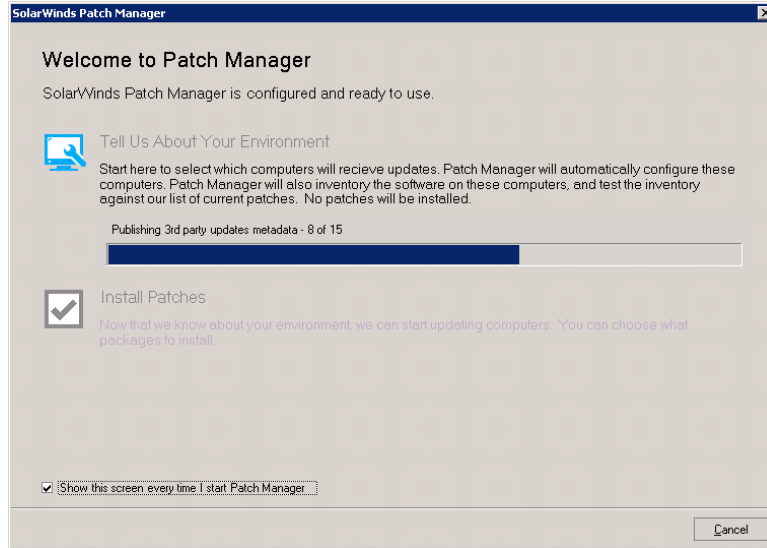 SolarWinds Patch Manager
Welcome to Patch Manager
SolarWinds Patch Manager is configured and ready to use.
Tell Us About Your Environment
Start here to select which computers will recieve updates. Patch Manager will automatically configure these
computers. Patch Manager will also inventory the software on these computers, and test the inventory
against our list of current patches. No patches will be installed.
Publishing 3rd party updates metadata - 8 of 15
Install Patches
Now that we know about your environment, we can start updating computers. You can choose what
packages to install.
Show this screen every time I start Patch Manager
Cancel